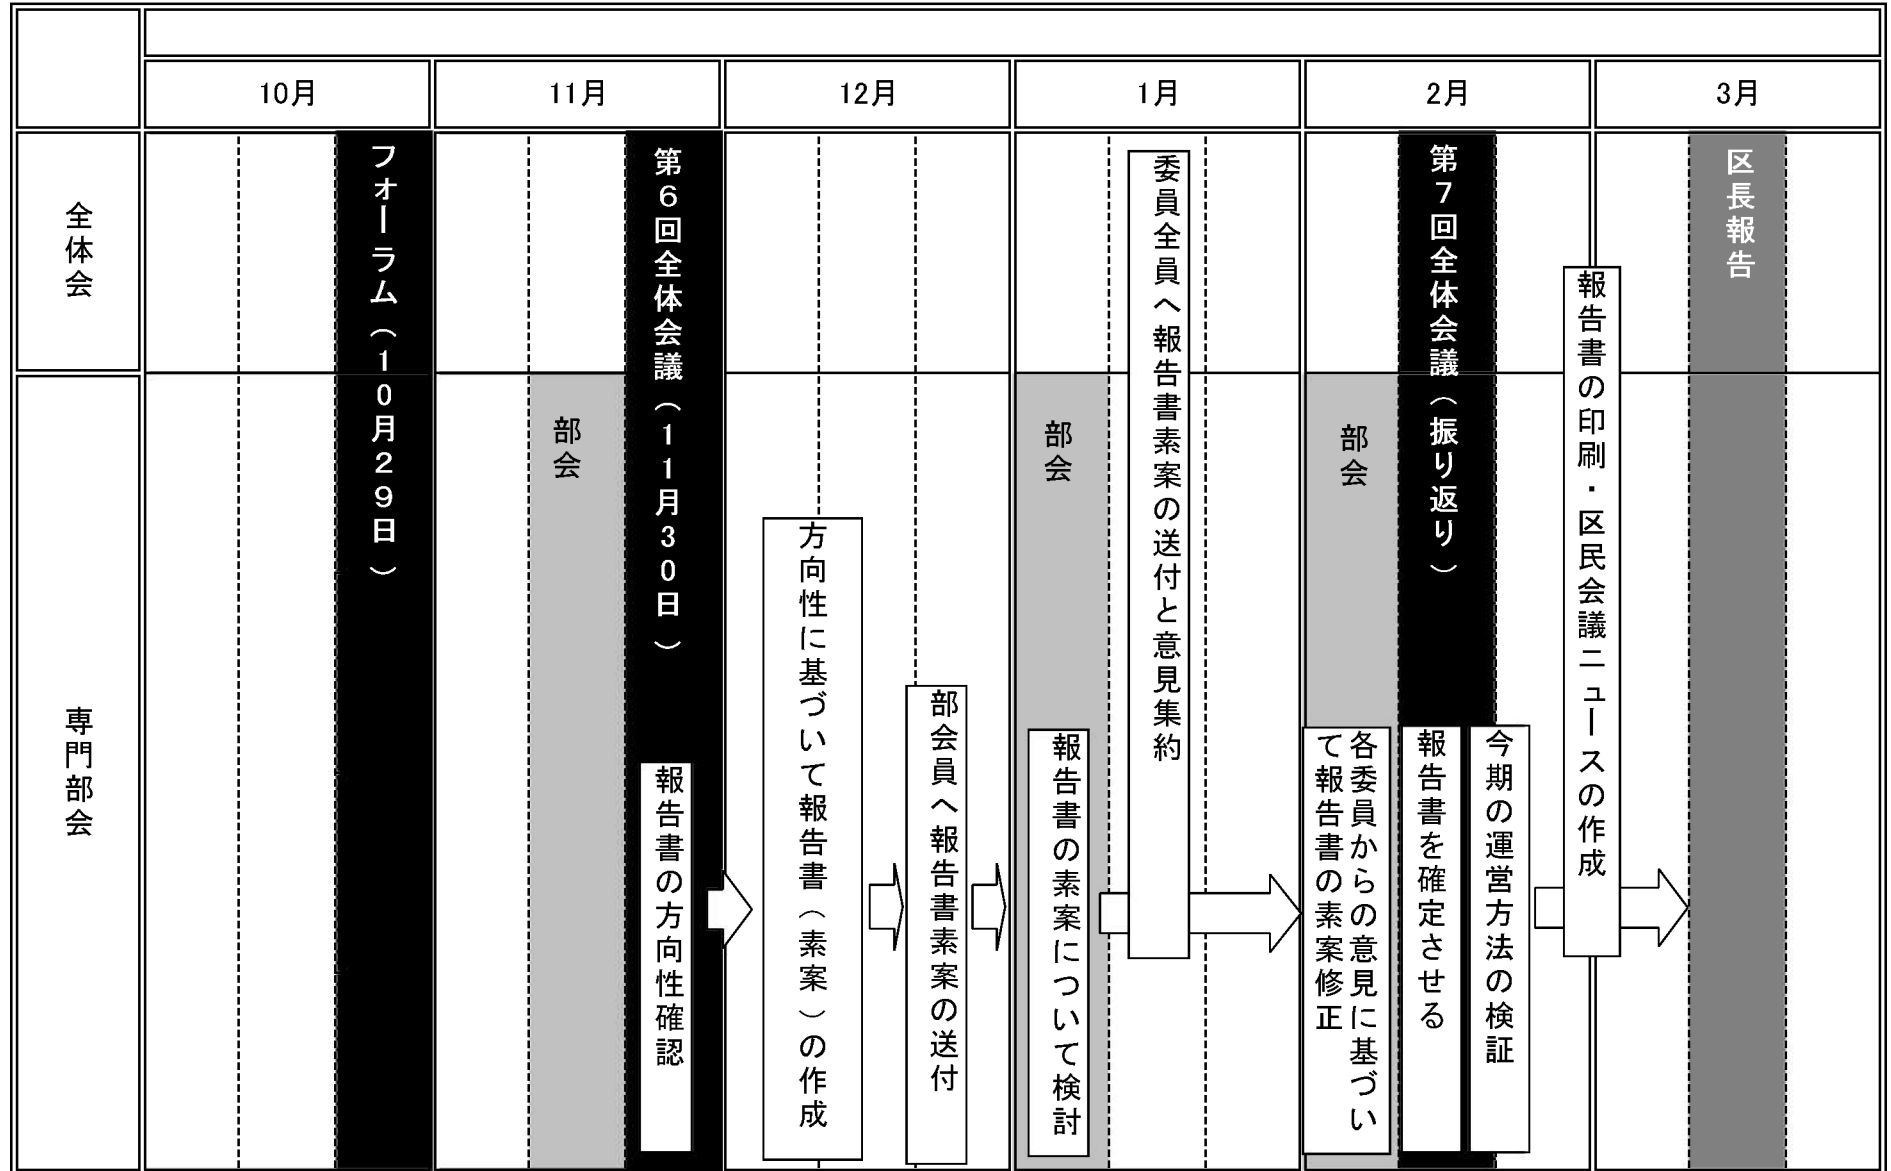 10月
11月
12月
1月
2月
3月
全体会
専門部会
フォーラム（１０月２９日）
部会
第６回全体会議（１１月３０日）
報告書の方向性確認
方向性に基づいて報告書（素案）の作成
部会員へ報告書素案の送付
部会
報告書の素案について検討
委員全員へ報告書素案の送付と意見集約
部会
各委員からの意見に基づい
て報告書の素案修正
第７回全体会議（振り返り）
報告書を確定させる
今期の運営方法の検証
報告書の印刷・区民会議ニュースの作成
区長報告